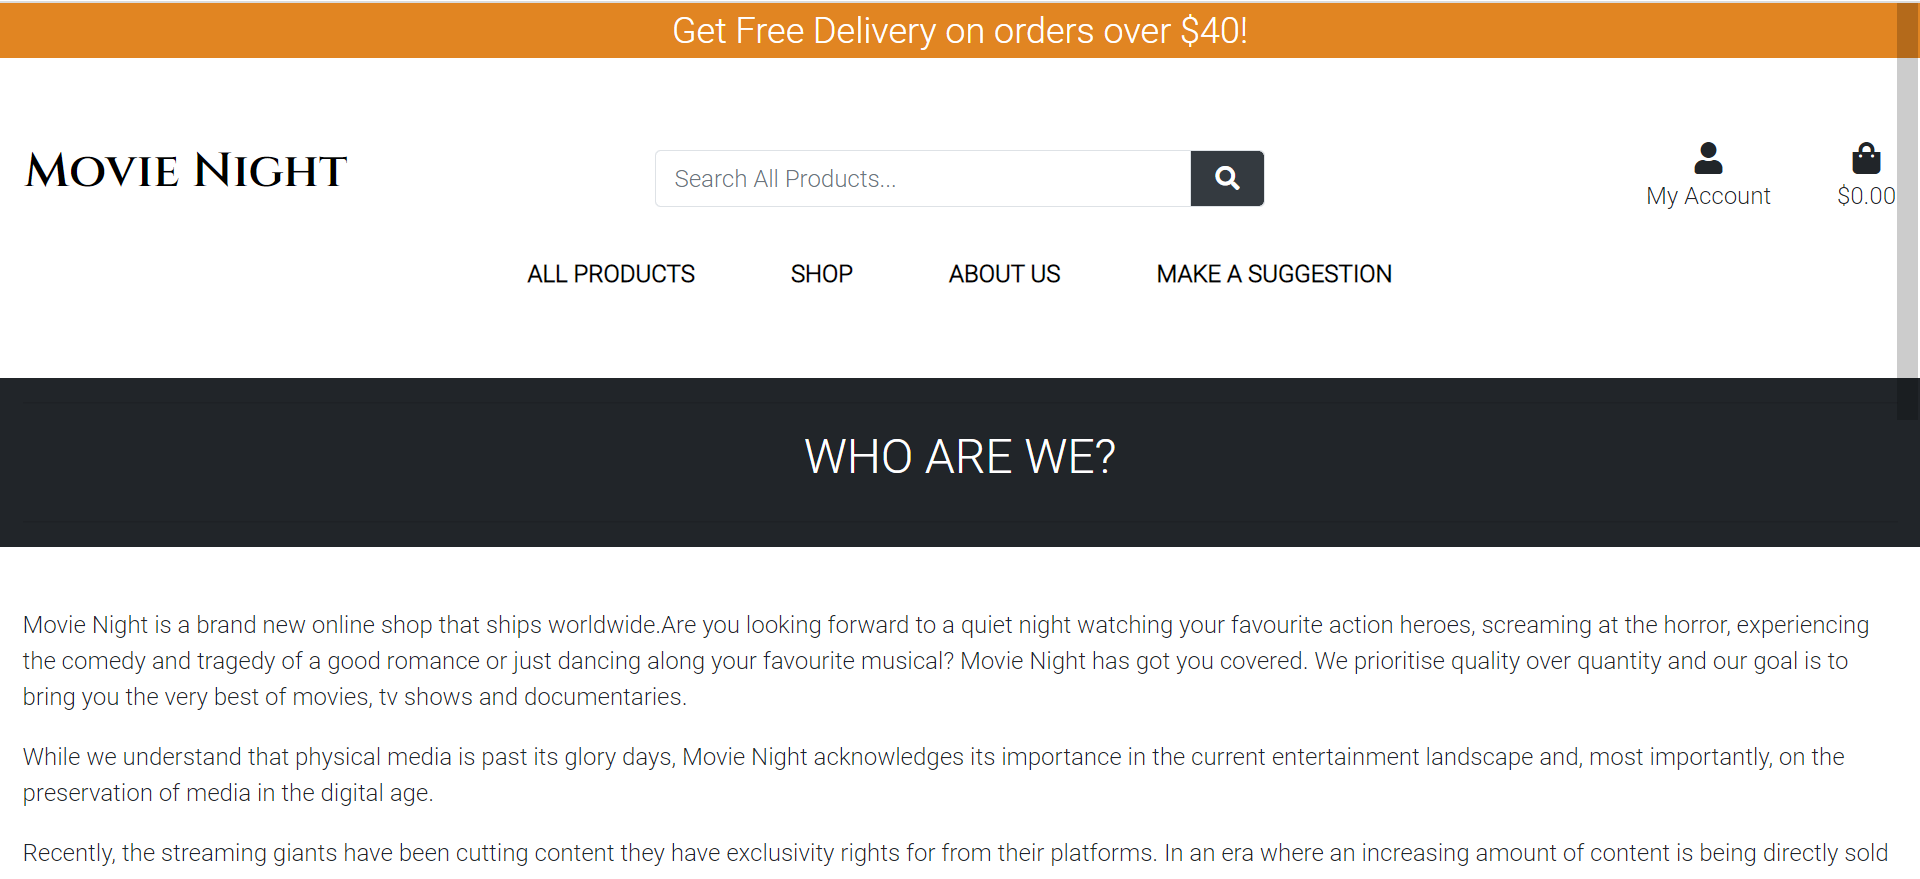 Get Free Delivery on orders over $40!
Movie Night
Search All Products...
My Account
$0.00
ALL PRODUCTS SHOP ABOUT US MAKE A SUGGESTION
WHO ARE WE?
Movie Night is a brand new online shop that ships worldwide.Are you looking forward to a quiet night watching your favourite action heroes, screaming at the horror, experiencing
the comedy and tragedy of a good romance or just dancing along your favourite musical? Movie Night has got you covered. We prioritise quality over quantity and our goal is to
bring you the very best of movies, tv shows and documentaries.
While we understand that physical media is past its glory days, Movie Night acknowledges its importance in the current entertainment landscape and, most importantly, on the
preservation of media in the digital age.
Recently, the streaming giants have been cutting content they have exclusivity rights for from their platforms. In an era where an increasing amount of content is being directly sold